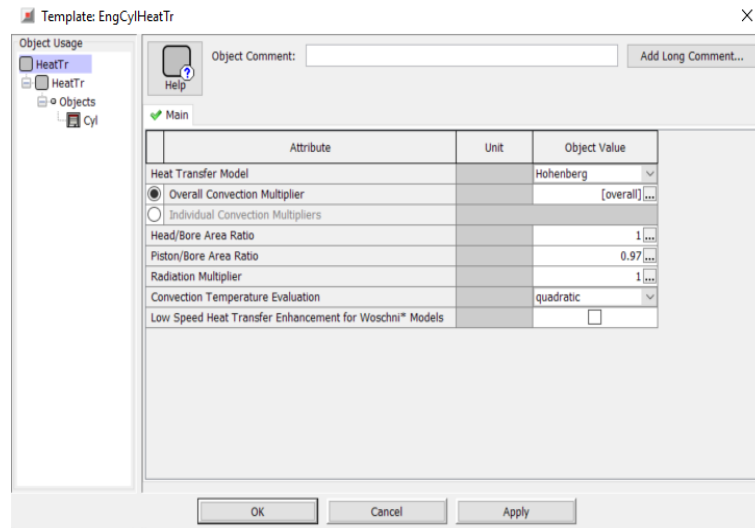 Template: EngCylHeatTr
Object Usage
HeatTr
HeatTr
Objects
Cyl
Help
Object Comment:
Add Long Comment...
Main
Attribute Unit Object Value
Heat Transfer Model Hohenberg
Overall Convection Multiplier [overall] ...
Individual Convection Multipliers
Head/Bore Area Ratio 1 ...
Piston/Bore Area Ratio 0.97 ...
Radiation Multiplier 1 ...
Convection Temperature Evaluation quadratic
Low Speed Heat Transfer Enhancement for Woschni* Models
OK Cancel Apply